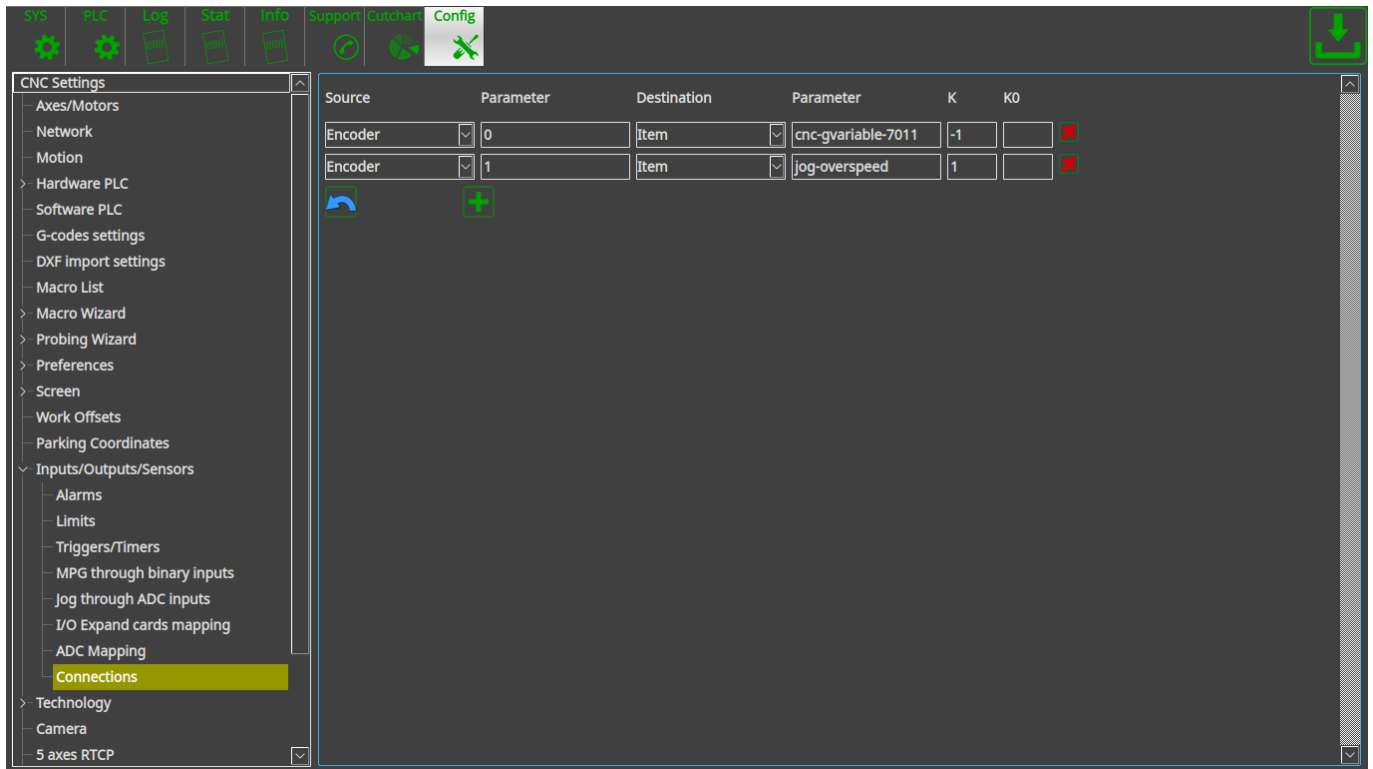 SYS PLC Log Stat Info Support Cutchart Config
CNC Settings
Axes/Motors
Network
Motion
Hardware PLC
Software PLC
G-codes settings
DXF import settings
Macro List
Macro Wizard
Probing Wizard
Preferences
Screen
Work Offsets
Parking Coordinates
Inputs/Outputs/Sensors
Alarms
Limits
Triggers/Timers
MPG through binary inputs
Jog through ADC inputs
I/O Expand cards mapping
ADC Mapping
Connections
Technology
Camera
5 axes RTCP
Source Parameter Destination Parameter K K0
Encoder 0 Item cnc-gvariable-7011 -1
Encoder 1 Item jog-overspeed 1